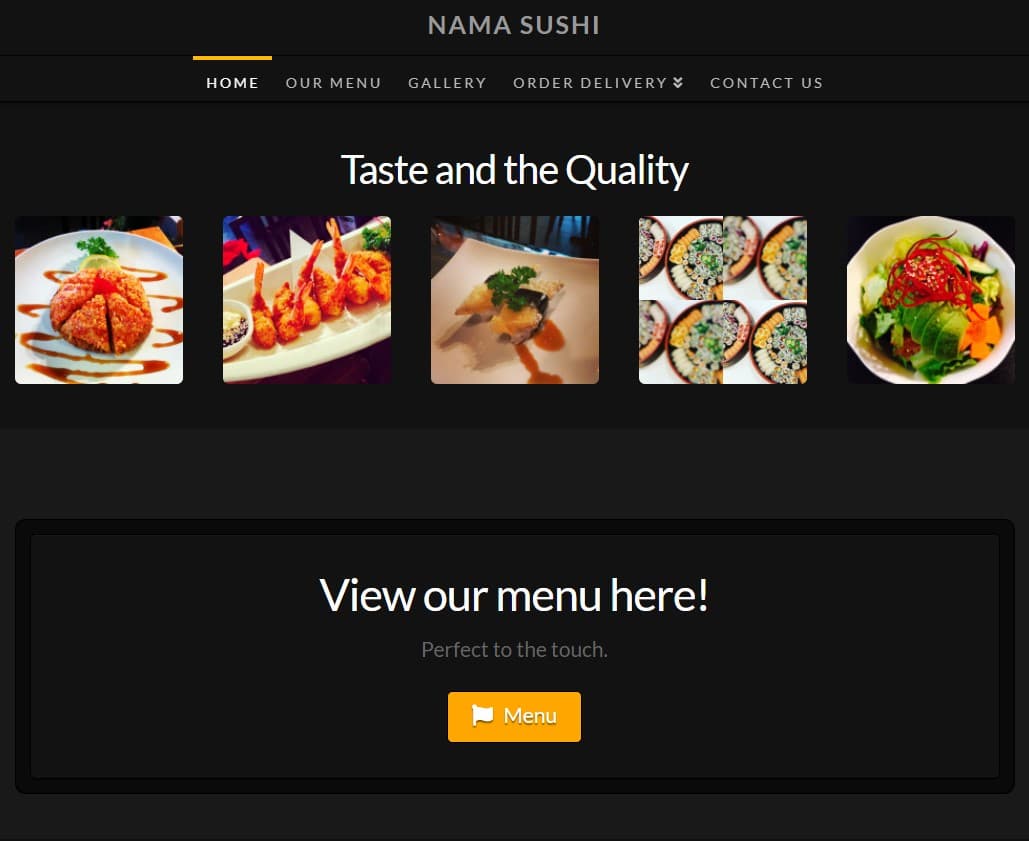 NAMA SUSHI
HOME OUR MENU GALLERY ORDER DELIVERY CONTACT US
Taste and the Quality
View our menu here!
Perfect to the touch.
Menu